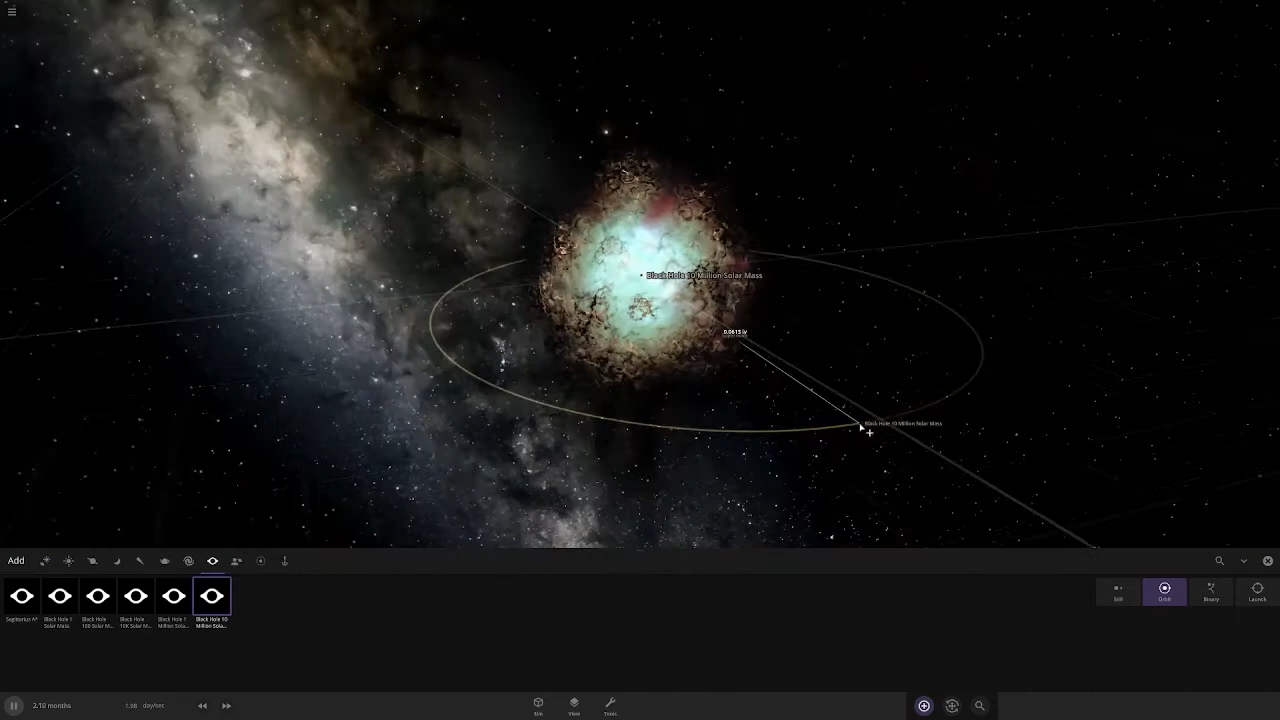 Black Hole 10 Million Solar Mass
0.0615 ly
Black Hole 10 Million Solar Mass
Add
Sagittarius A*
Black Hole 1
Solar Mass
Black Hole
100 Solar M...
Black Hole
10K Solar M...
Black Hole 1
Million Sola...
Black Hole 10
Million Sola...
Still
Orbit
Binary
Launch
2.10 months
1.98 day/sec
Sim
View
Tools